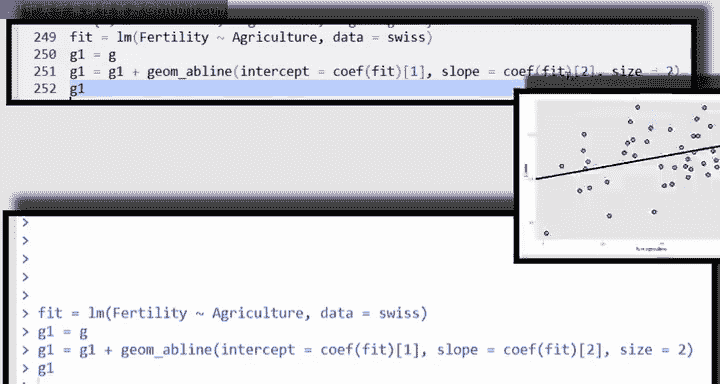 249 fit = lm(Fertility ~ Agriculture, data = swiss)
250 g1 = g
251 g1 = g1 + geom_abline(intercept = coef(fit)[1], slope = coef(fit)[2], size = 2)
252 g1
>
>
>
>
>
> fit = lm(Fertility ~ Agriculture, data = swiss)
> g1 = g
> g1 = g1 + geom_abline(intercept = coef(fit)[1], slope = coef(fit)[2], size = 2)
> g1